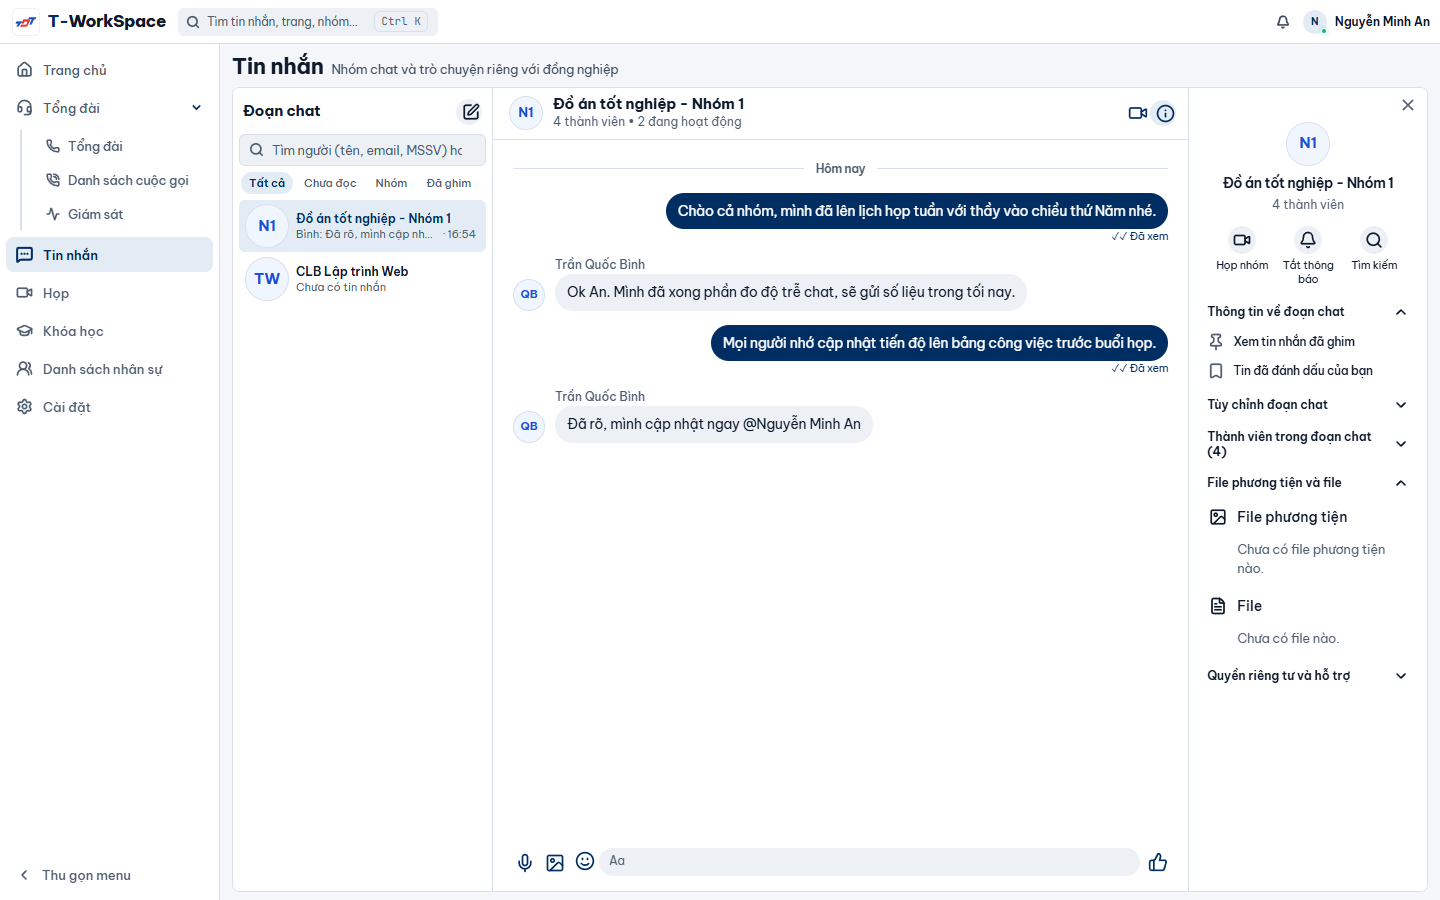 TDT T-WorkSpace
Tìm tin nhắn, trang, nhóm... Ctrl K
N Nguyễn Minh An
Trang chủ
Tổng đài
Tổng đài
Danh sách cuộc gọi
Giám sát
Tin nhắn
Họp
Khóa học
Danh sách nhân sự
Cài đặt
Thu gọn menu
Tin nhắn Nhóm chat và trò chuyện riêng với đồng nghiệp
Đoạn chat
Tìm người (tên, email, MSSV) hc
Tất cả Chưa đọc Nhóm Đã ghim
N1 Đồ án tốt nghiệp - Nhóm 1
Bình: Đã rõ, mình cập nh... · 16:54
TW CLB Lập trình Web
Chưa có tin nhắn
N1 Đồ án tốt nghiệp - Nhóm 1
4 thành viên • 2 đang hoạt động
Hôm nay
Chào cả nhóm, mình đã lên lịch họp tuần với thầy vào chiều thứ Năm nhé.
✓✓ Đã xem
Trần Quốc Bình
QB Ok An. Mình đã xong phần đo độ trễ chat, sẽ gửi số liệu trong tối nay.
Mọi người nhớ cập nhật tiến độ lên bảng công việc trước buổi họp.
✓✓ Đã xem
Trần Quốc Bình
QB Đã rõ, mình cập nhật ngay @Nguyễn Minh An
Aa
N1
Đồ án tốt nghiệp - Nhóm 1
4 thành viên
Họp nhóm Tắt thông báo Tìm kiếm
Thông tin về đoạn chat
Xem tin nhắn đã ghim
Tin đã đánh dấu của bạn
Tùy chỉnh đoạn chat
Thành viên trong đoạn chat
(4)
File phương tiện và file
File phương tiện
Chưa có file phương tiện
nào.
File
Chưa có file nào.
Quyền riêng tư và hỗ trợ